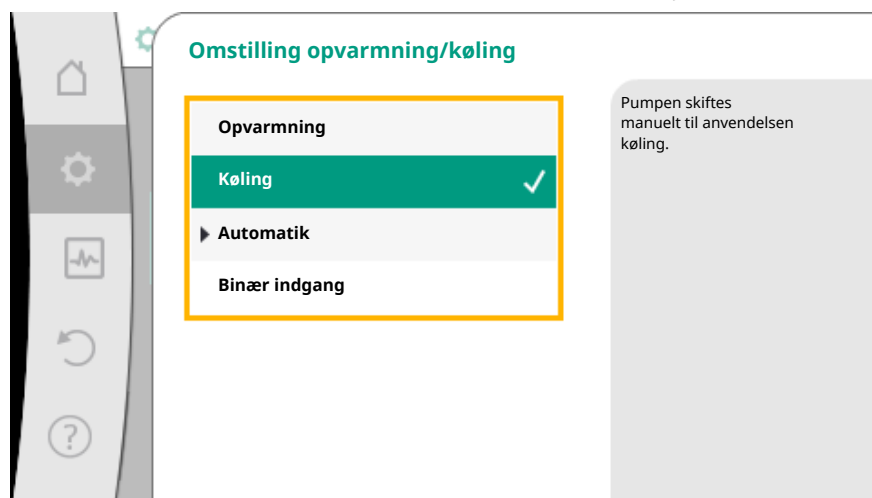 Omstilling opvarmning/køling
Opvarmning
Køling
Automatik
Binær indgang
Pumpen skiftes
manuelt til anvendelsen
køling.
?